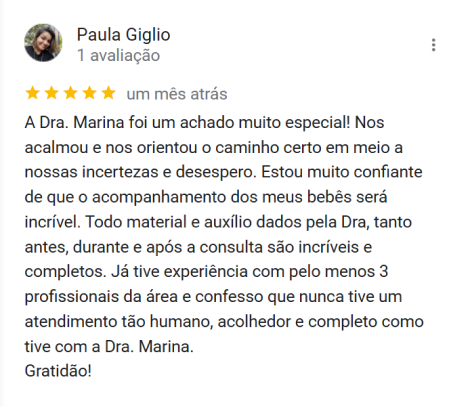 Paula Giglio
1 avaliação
um mês atrás
A Dra. Marina foi um achado muito especial! Nos
acalmou e nos orientou o caminho certo em meio a
nossas incertezas e desespero. Estou muito confiante
de que o acompanhamento dos meus bebês será
incrível. Todo material e auxílio dados pela Dra, tanto
antes, durante e após a consulta são incríveis e
completos. Já tive experiência com pelo menos 3
profissionais da área e confesso que nunca tive um
atendimento tão humano, acolhedor e completo como
tive com a Dra. Marina.
Gratidão!